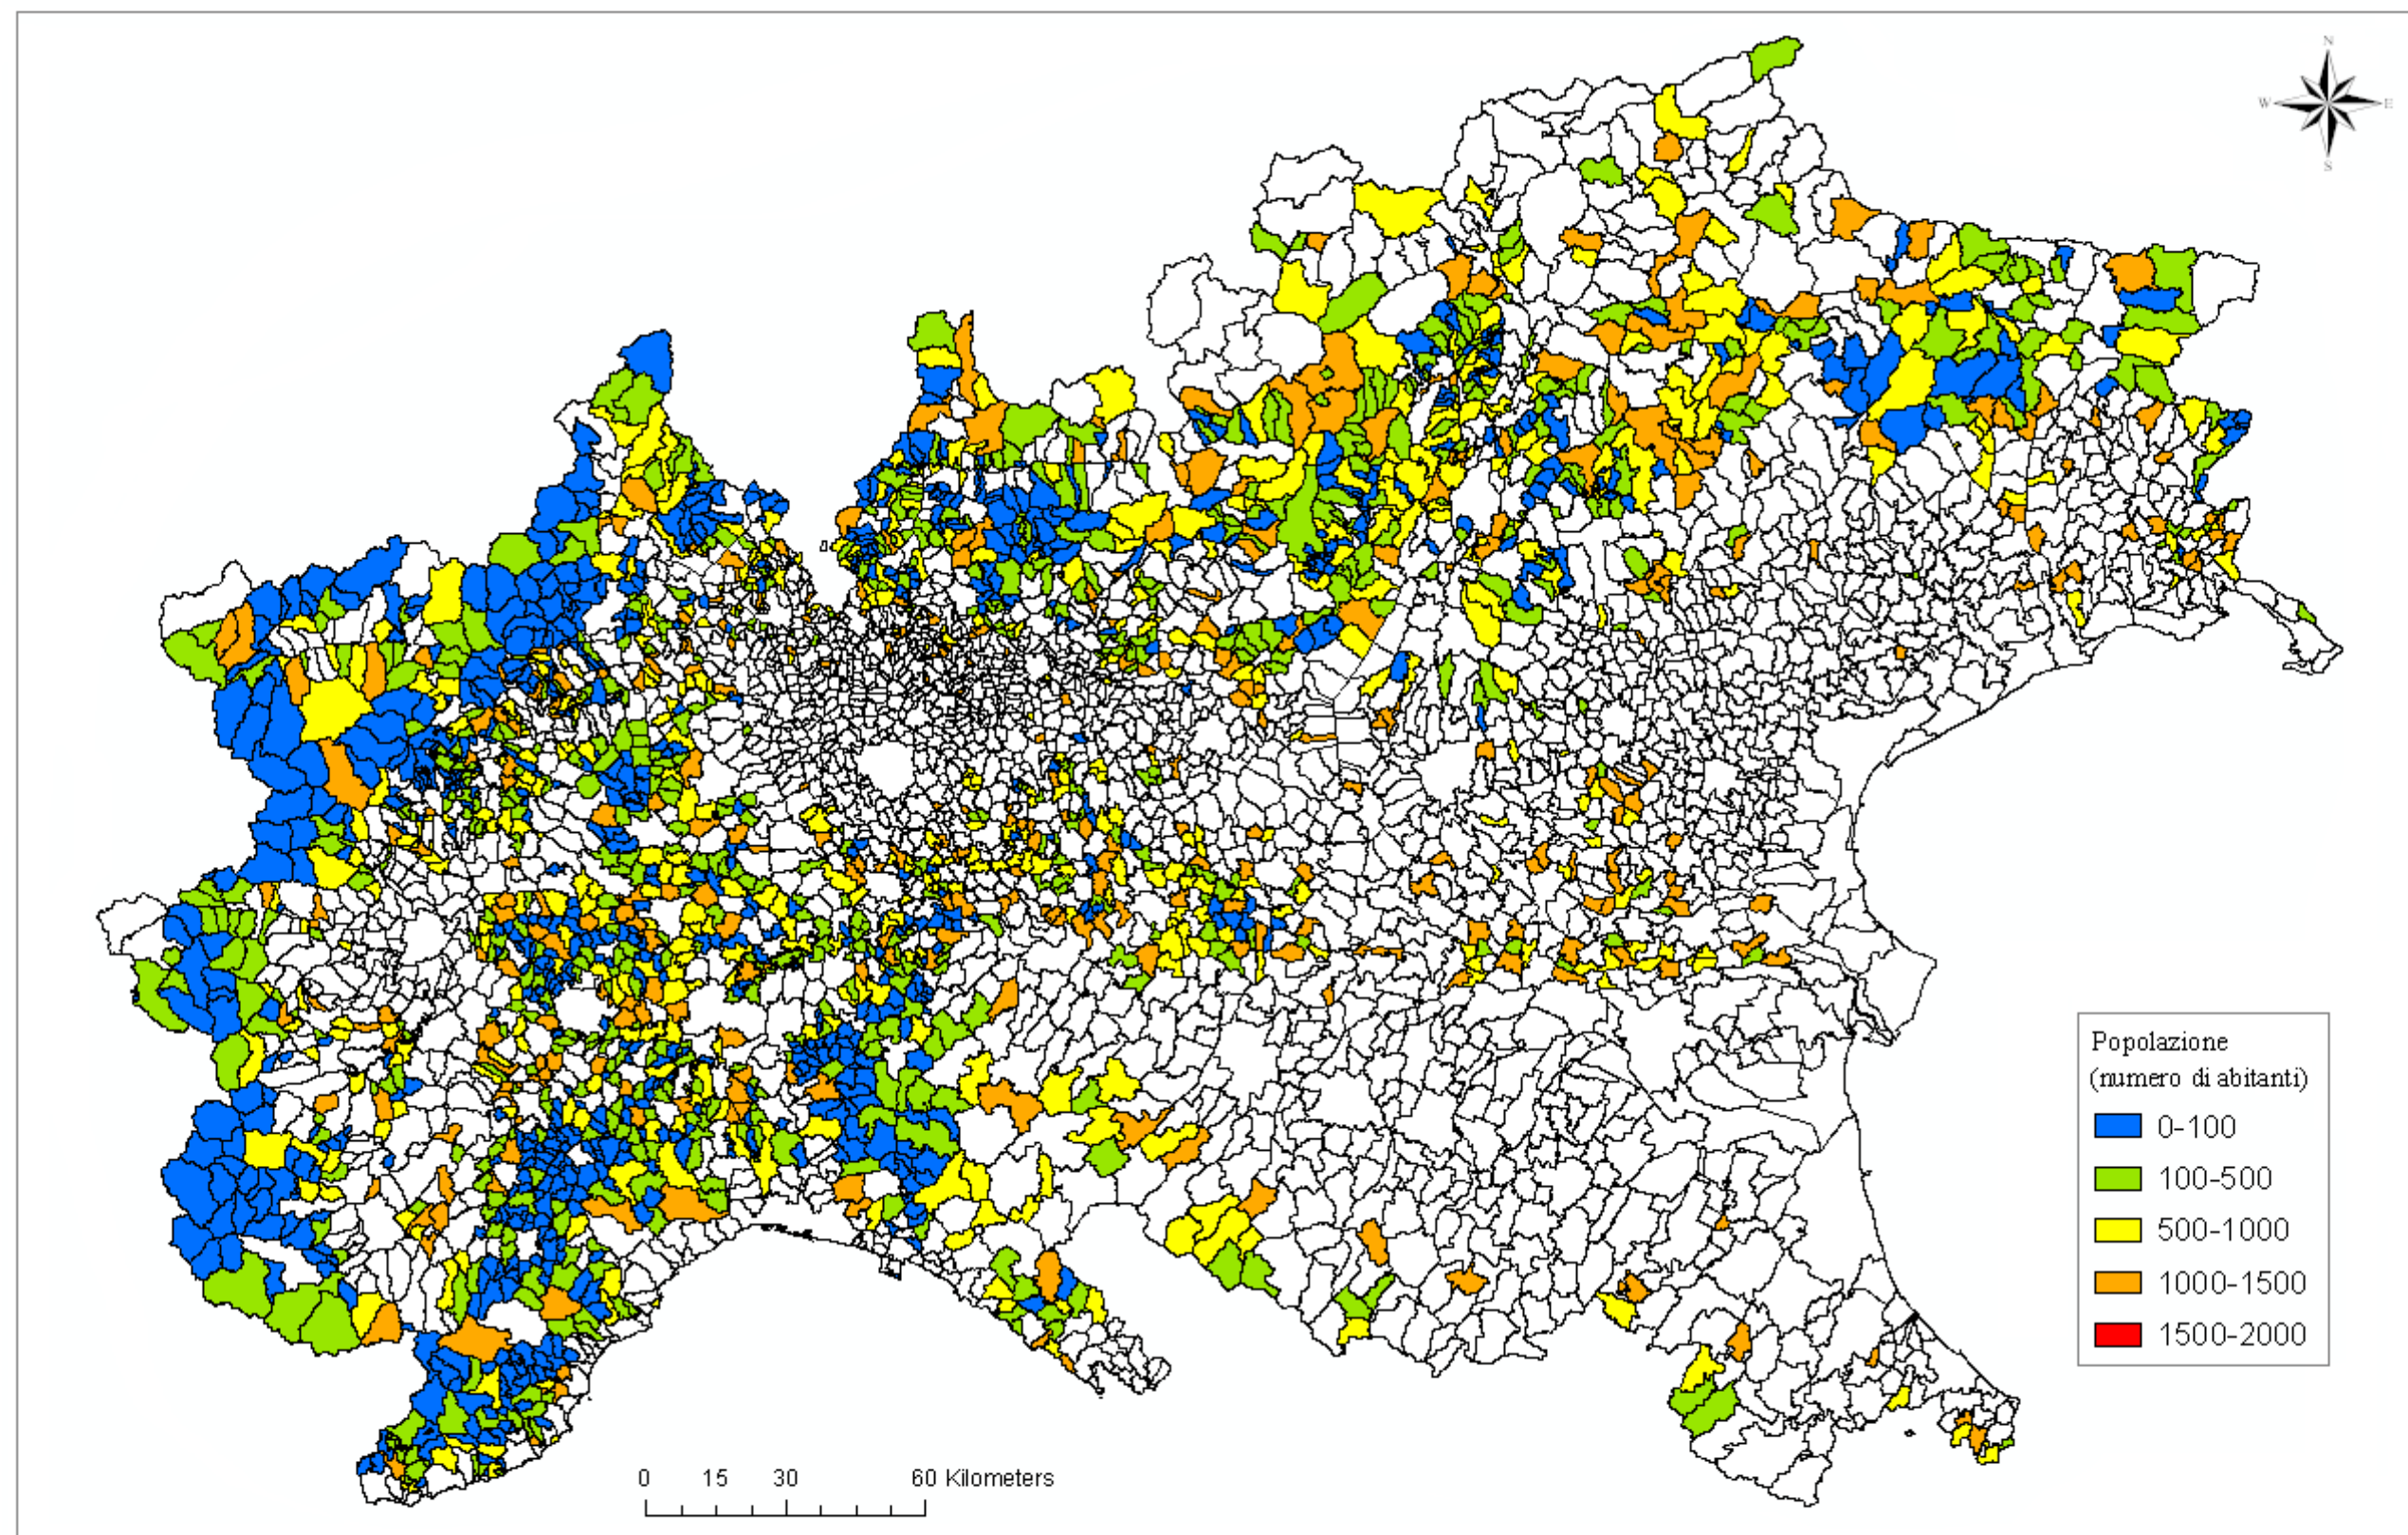 N
W
E
S
Popolazione
(numero di abitanti)
0-100
100-500
500-1000
1000-1500
1500-2000
0 15 30 60 Kilometers